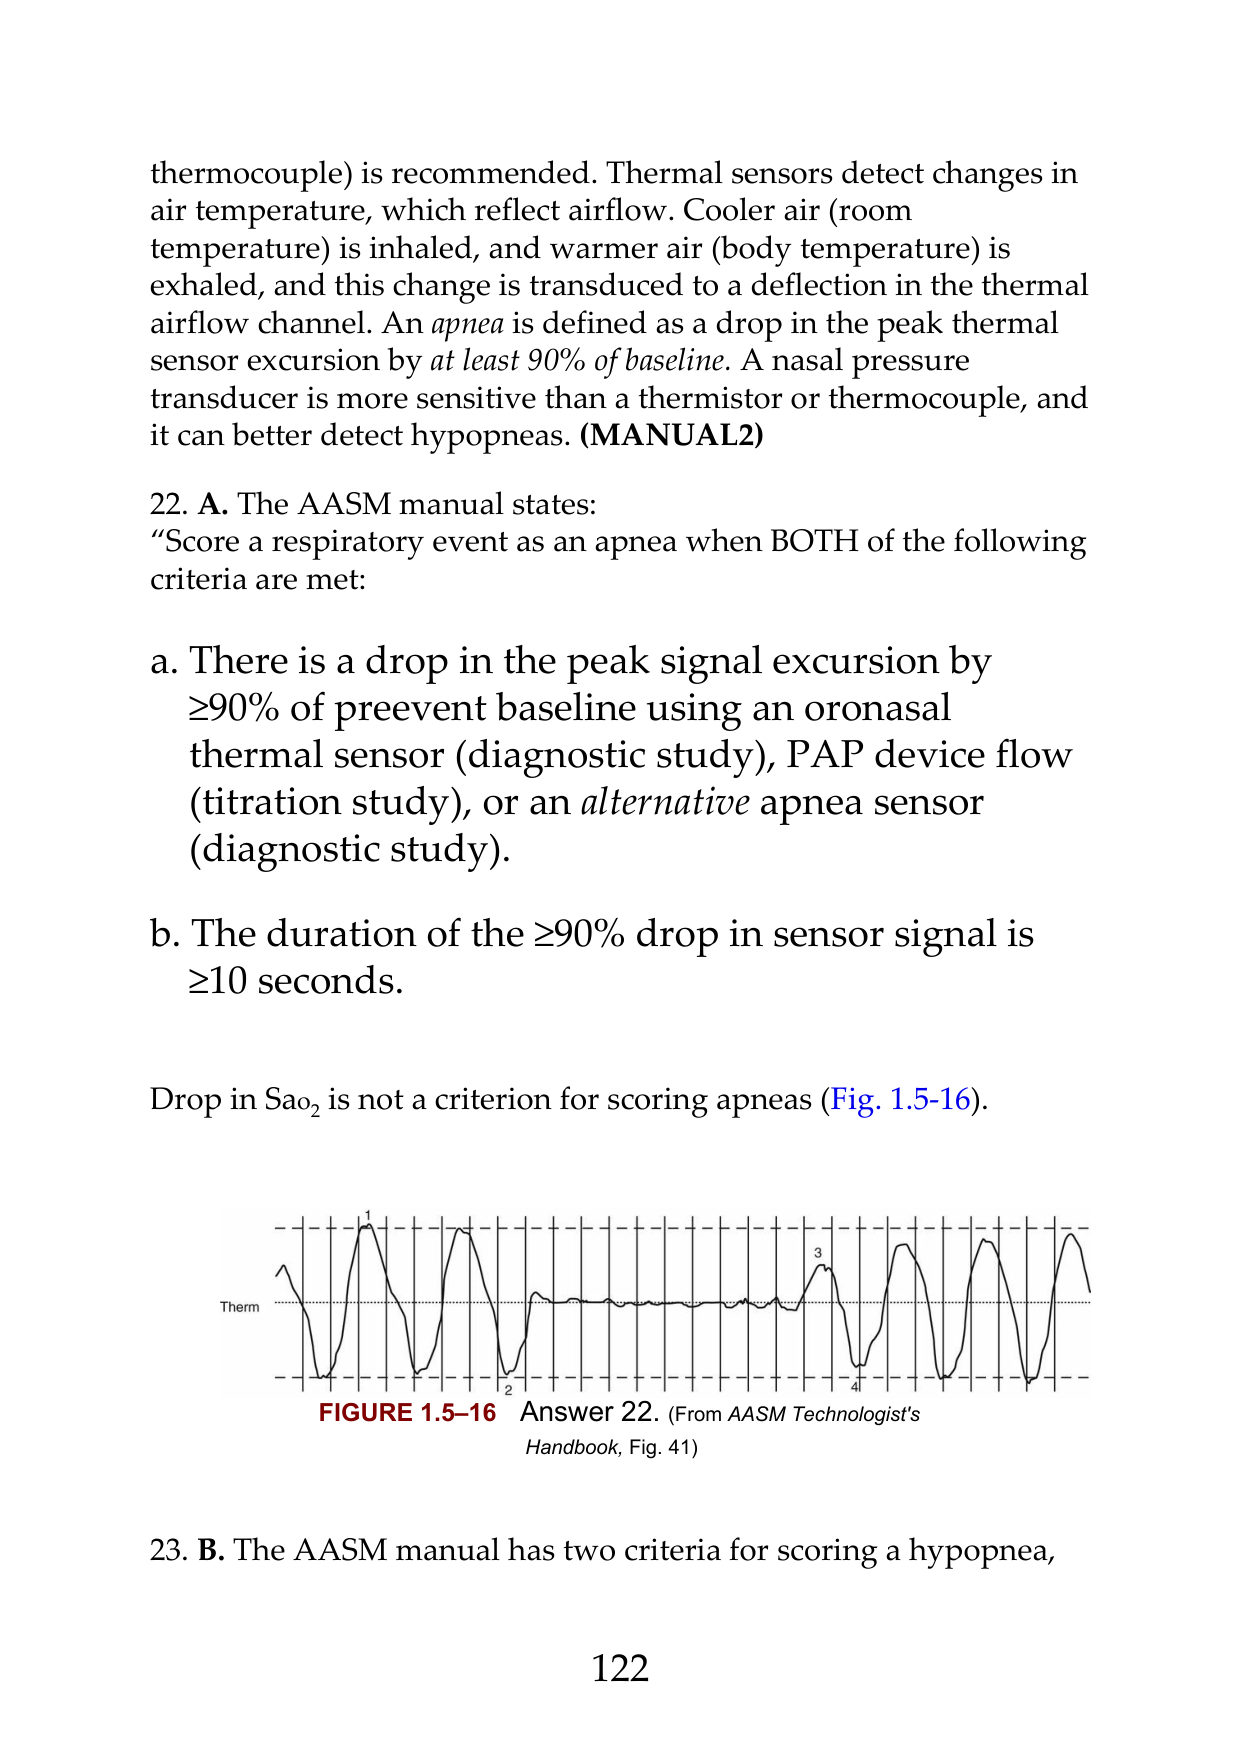 thermocouple) is recommended. Thermal sensors detect changes in
air temperature, which reflect airflow. Cooler air (room
temperature) is inhaled, and warmer air (body temperature) is
exhaled, and this change is transduced to a deflection in the thermal
airflow channel. An apnea is defined as a drop in the peak thermal
sensor excursion by at least 90% of baseline. A nasal pressure
transducer is more sensitive than a thermistor or thermocouple, and
it can better detect hypopneas. (MANUAL2)
22. A. The AASM manual states:
“Score a respiratory event as an apnea when BOTH of the following
criteria are met:
a. There is a drop in the peak signal excursion by
≥90% of preevent baseline using an oronasal
thermal sensor (diagnostic study), PAP device flow
(titration study), or an alternative apnea sensor
(diagnostic study).
b. The duration of the ≥90% drop in sensor signal is
≥10 seconds.
Drop in Sao2 is not a criterion for scoring apneas (Fig. 1.5-16).
1
3
Therm
4
2
FIGURE 1.5–16 Answer 22. (From AASM Technologist's
Handbook, Fig. 41)
23. B. The AASM manual has two criteria for scoring a hypopnea,
122